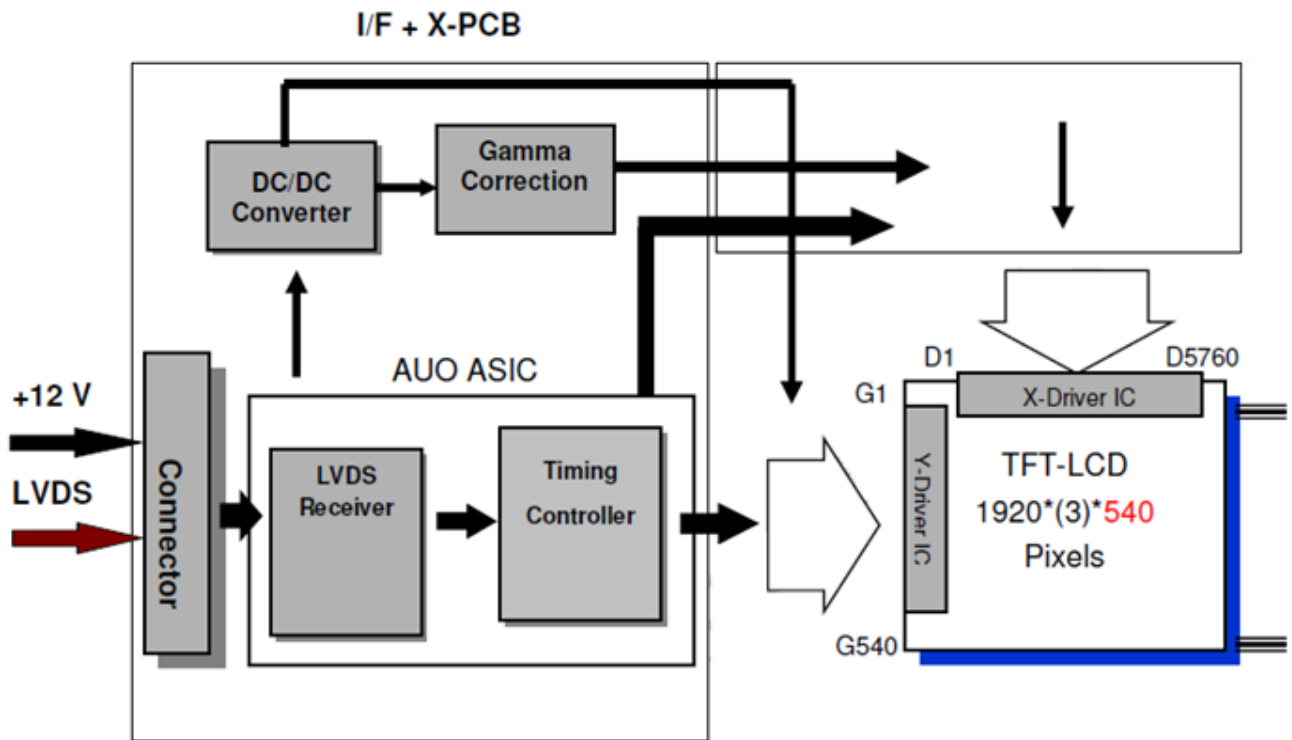 I/F + X-PCB
DC/DC
Converter
Gamma
Correction
AUO ASIC
+12 V
LVDS
Connector
LVDS
Receiver
Timing
Controller
D1
D5760
G1
X-Driver IC
Y-Driver IC
TFT-LCD
1920*(3)*540
Pixels
G540